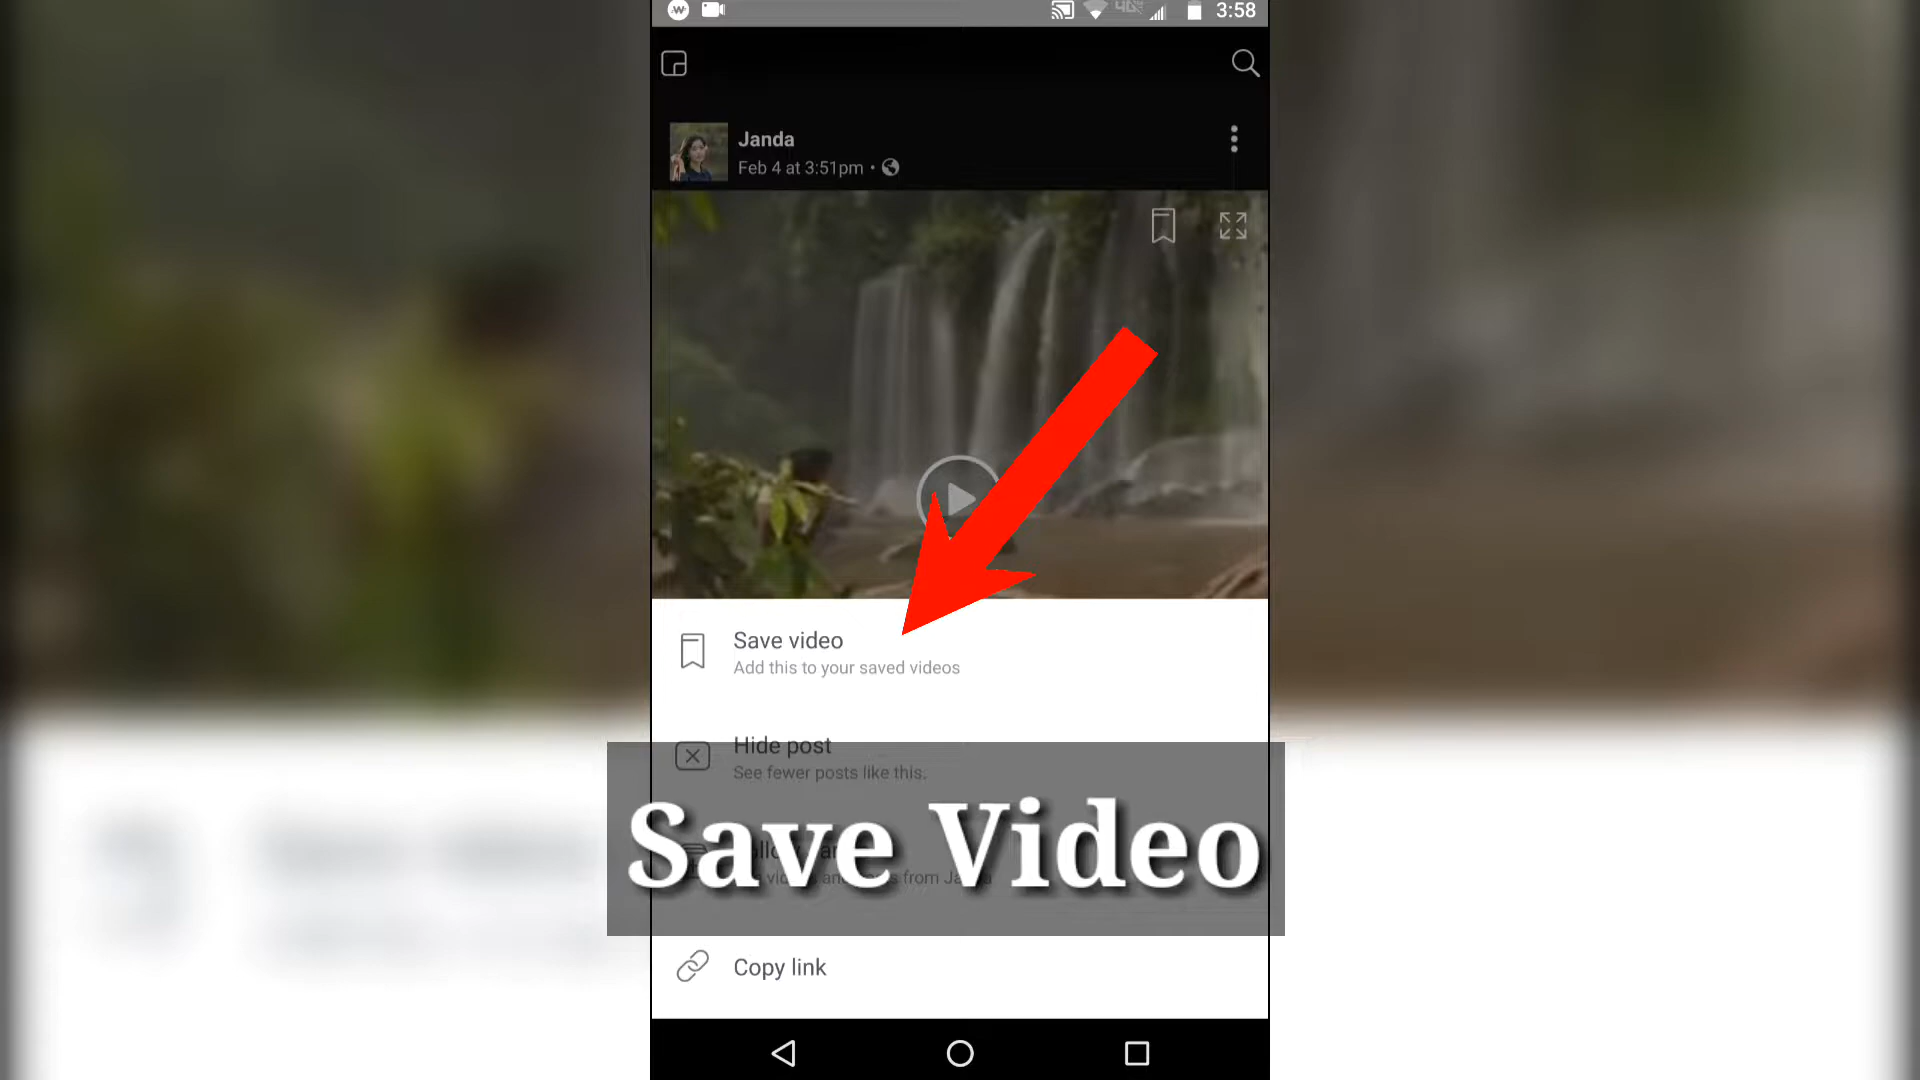 3:58
Janda
Feb 4 at 3:51pm •
Save video
Add this to your saved videos
Hide post
See fewer posts like this.
Save Video
from
Copy link